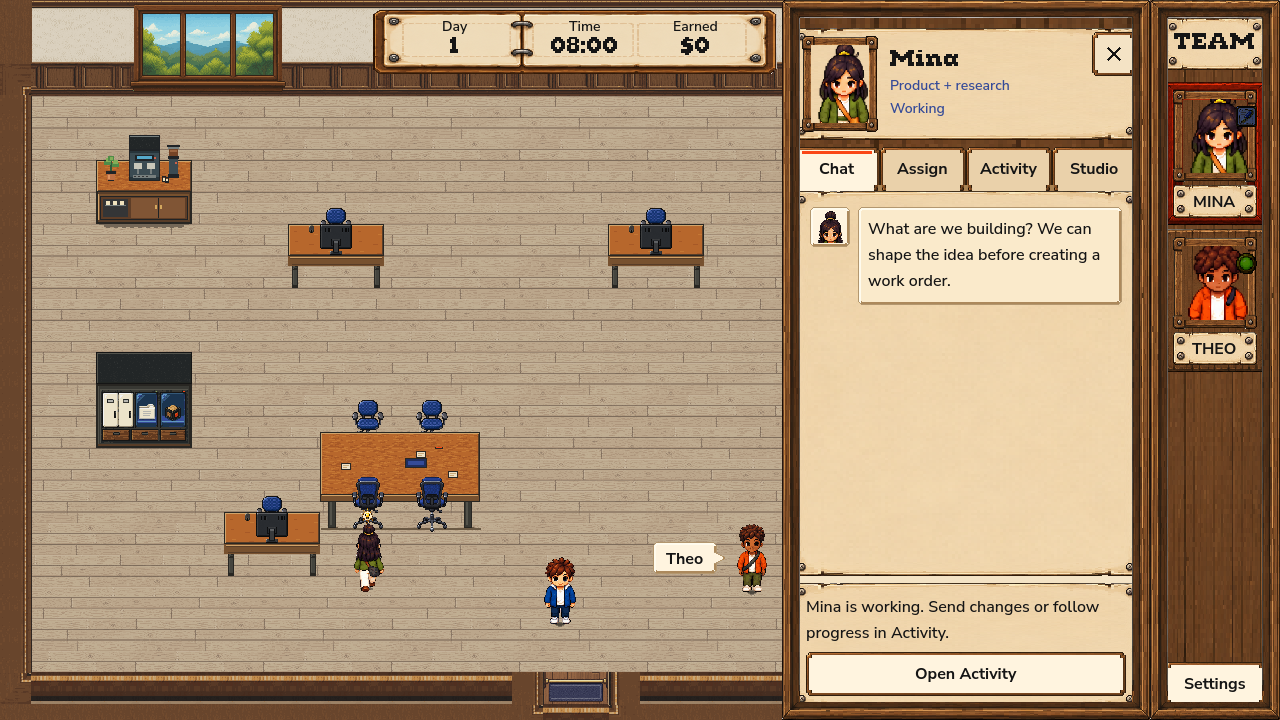 Day
1
Time
08:00
Earned
$0
Mina
Product + research
Working
Chat
Assign
Activity
Studio
What are we building? We can
shape the idea before creating a
work order.
Theo
Mina is working. Send changes or follow
progress in Activity.
Open Activity
TEAM
MINA
THEO
Settings